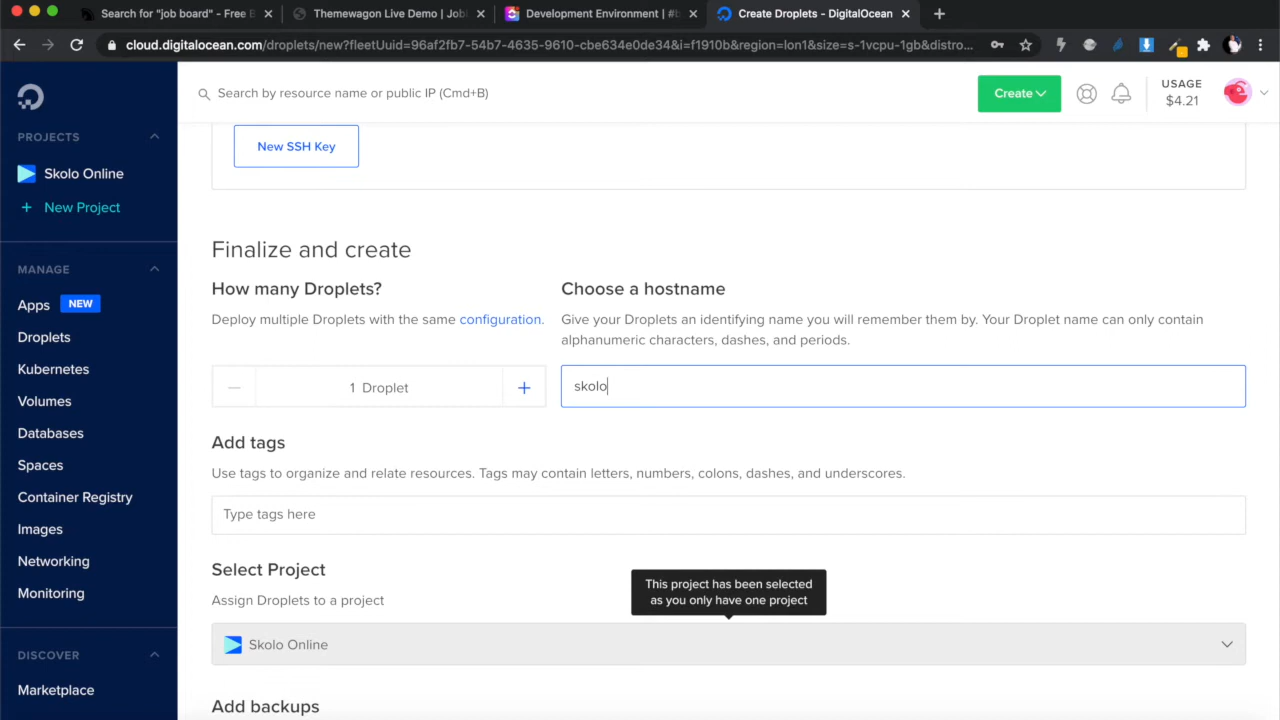 Search for "job board" - Free B
Themewagon Live Demo | Job
Development Environment | #b
Create Droplets - DigitalOcean
cloud.digitalocean.com/droplets/new?fleetUuid=96af2fb7-54b7-4635-9610-cbe634e0de34&i=f1910b&region=lon1&size=s-1vcpu-1gb&distro...
Search by resource name or public IP (Cmd+B)
Create
USAGE
$4.21
PROJECTS
Skolo Online
+ New Project
MANAGE
Apps NEW
Droplets
Kubernetes
Volumes
Databases
Spaces
Container Registry
Images
Networking
Monitoring
DISCOVER
Marketplace
New SSH Key
Finalize and create
How many Droplets?
Deploy multiple Droplets with the same configuration.
1 Droplet
Choose a hostname
Give your Droplets an identifying name you will remember them by. Your Droplet name can only contain
alphanumeric characters, dashes, and periods.
skolo
Add tags
Use tags to organize and relate resources. Tags may contain letters, numbers, colons, dashes, and underscores.
Type tags here
Select Project
Assign Droplets to a project
This project has been selected
as you only have one project
Skolo Online
Add backups